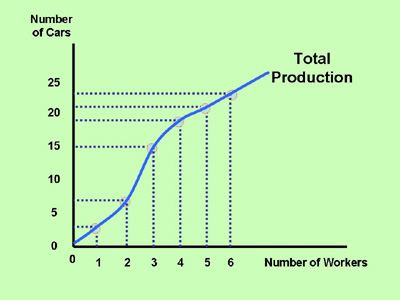 Number
of Cars
Total
Production
25
20
15
10
5
0
0 1 2 3 4 5 6 Number of Workers